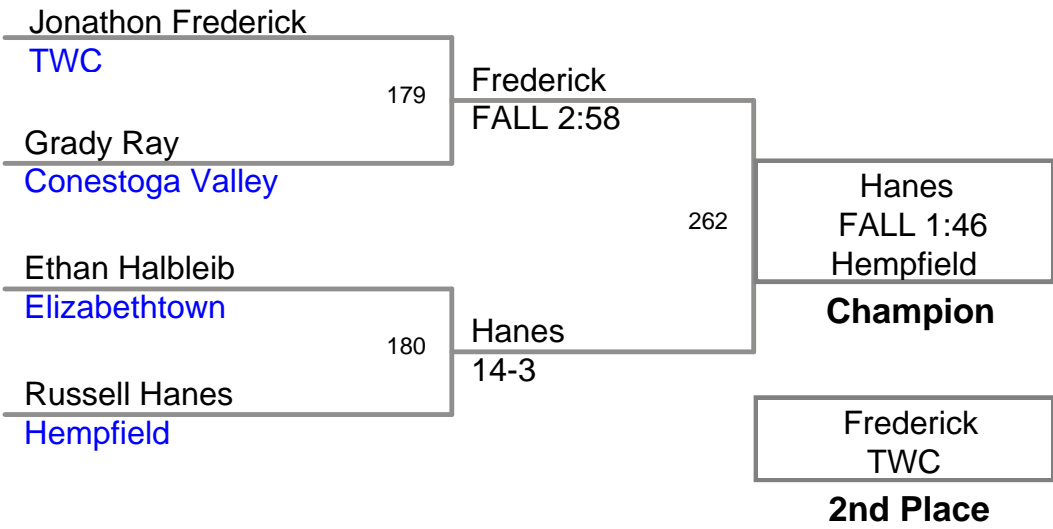 Jonathon Frederick
TWC
179
Frederick
FALL 2:58
Grady Ray
Conestoga Valley
262
Hanes
FALL 1:46
Hempfield
Champion
Ethan Halbleib
Elizabethtown
180
Hanes
14-3
Russell Hanes
Hempfield
Frederick
TWC
2nd Place